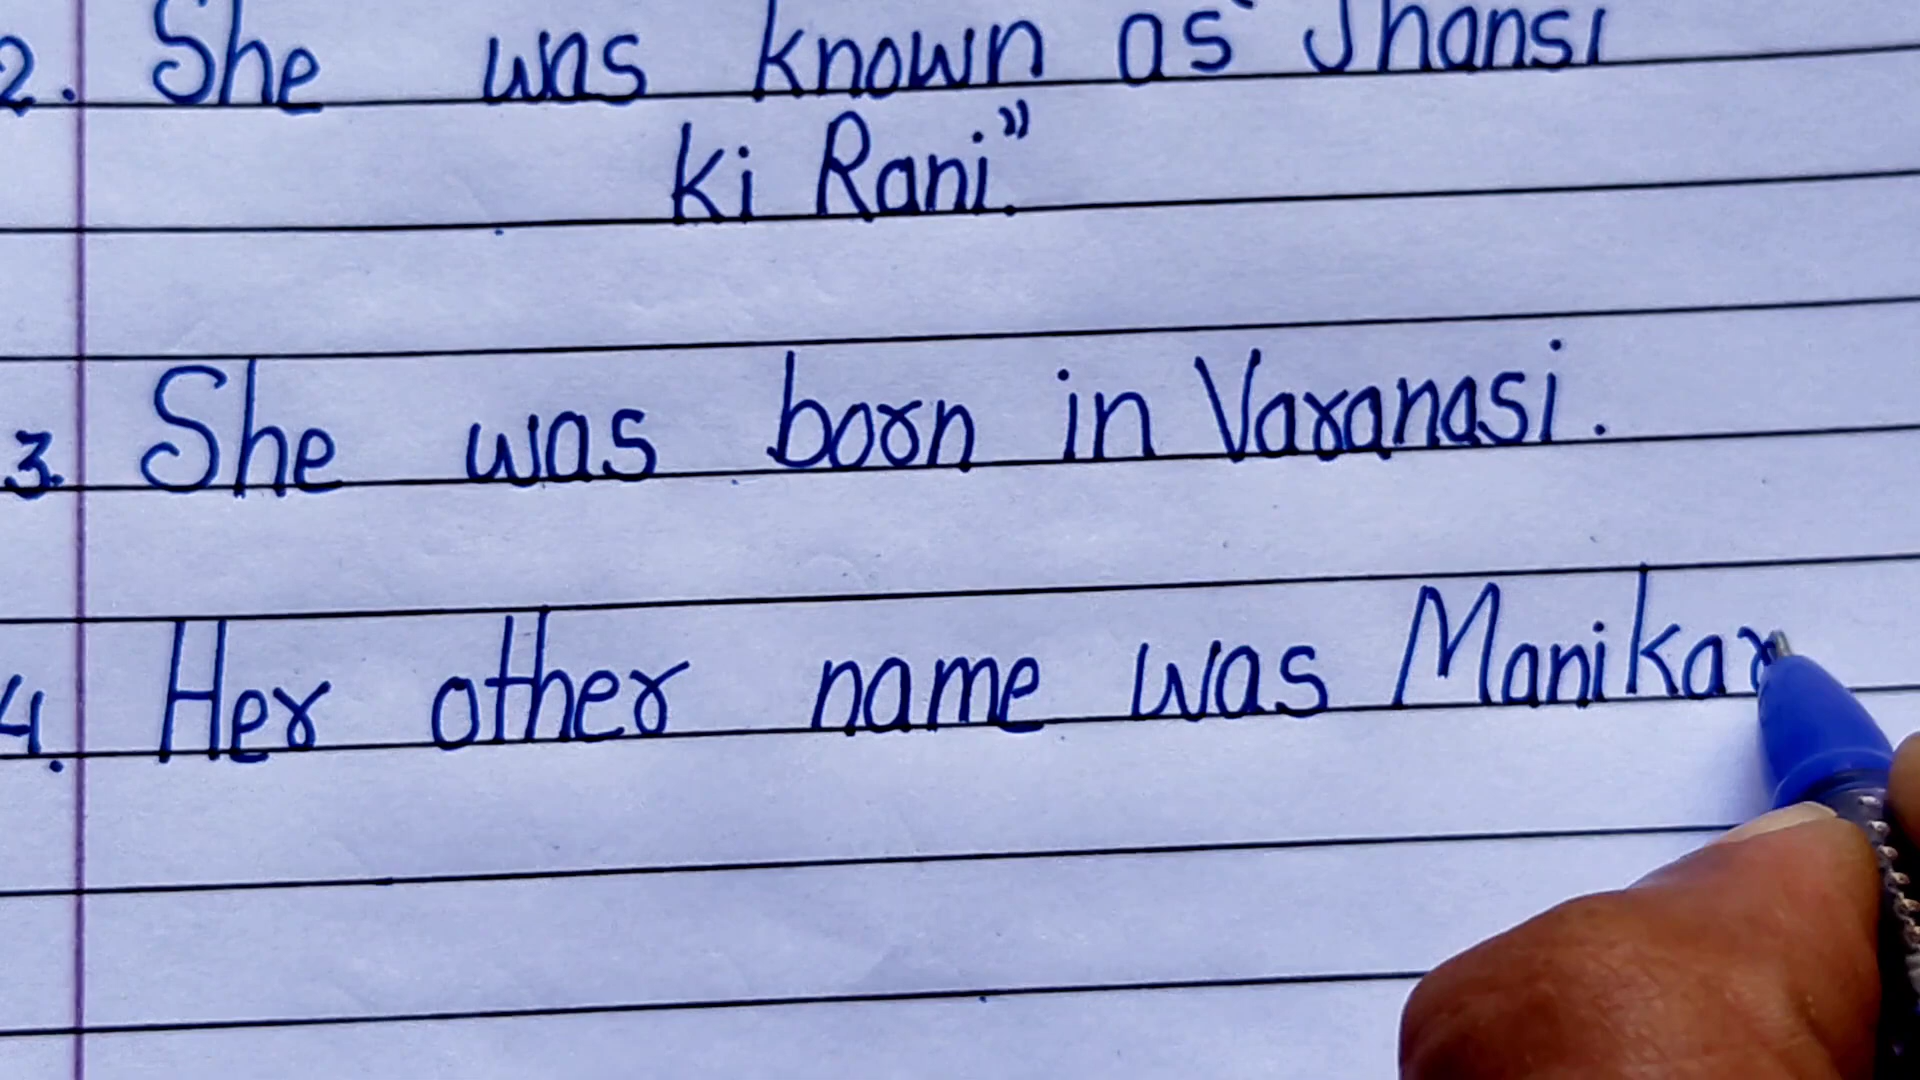 2. She was known as "Jhansi
ki Rani."
3. She was born in Varanasi.
4. Her other name was Manikar